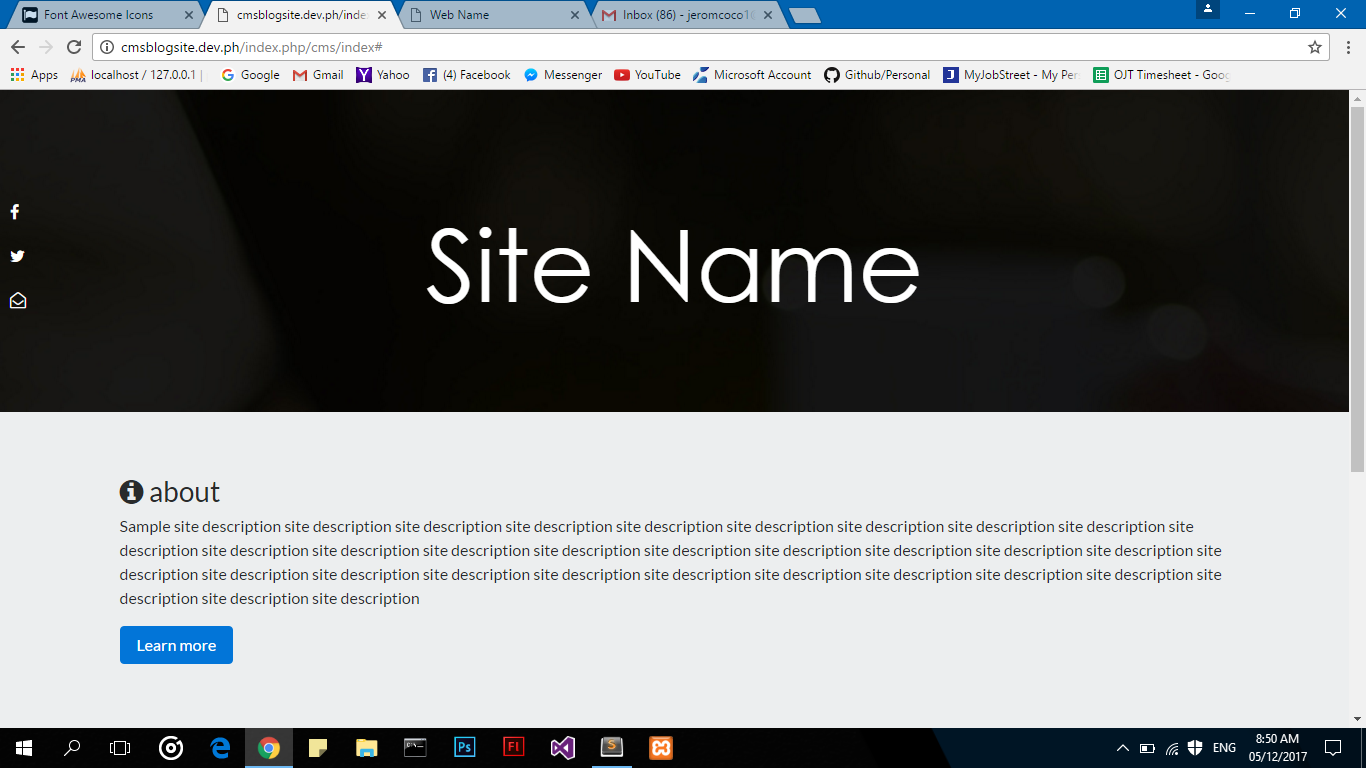 Font Awesome Icons
cmsblogsite.dev.ph/index
Web Name
Inbox (86) - jeromcoco16
cmsblogsite.dev.ph/index.php/cms/index#
Apps
PMA
localhost / 127.0.0.1 |
Google
Gmail
Yahoo
(4) Facebook
Messenger
YouTube
Microsoft Account
Github/Personal
MyJobStreet - My Per
OJT Timesheet - Goog
Site Name
about
Sample site description site description site description site description site description site description site description site description site description site
description site description site description site description site description site description site description site description site description site description site
description site description site description site description site description site description site description site description site description site description site
description site description site description
Learn more
Ps
Fl
ENG
8:50 AM
05/12/2017